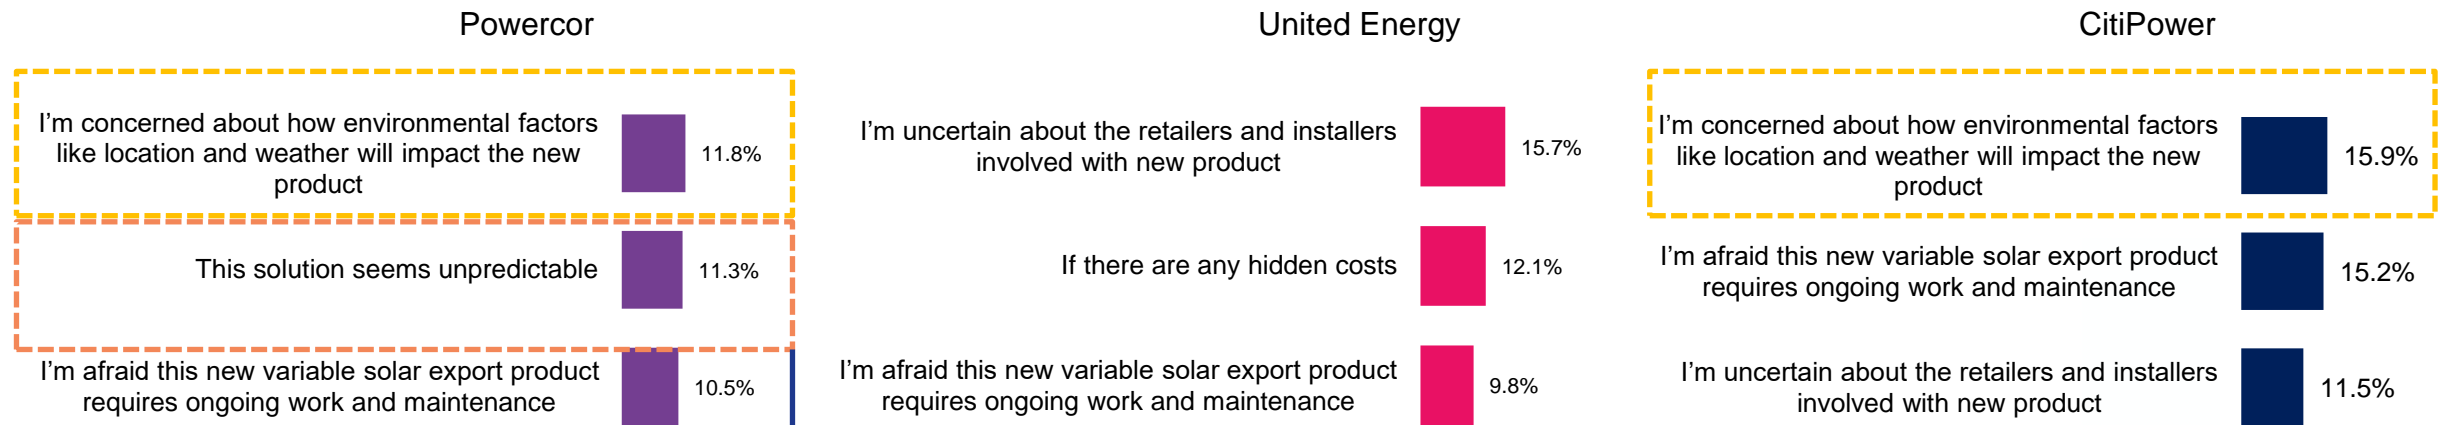 Powercor
I’m concerned about how environmental factors
like location and weather will impact the new
product
11.8%
This solution seems unpredictable
11.3%
I’m afraid this new variable solar export product
requires ongoing work and maintenance
10.5%
United Energy
I’m uncertain about the retailers and installers
involved with new product
15.7%
If there are any hidden costs
12.1%
I’m afraid this new variable solar export product
requires ongoing work and maintenance
9.8%
CitiPower
I’m concerned about how environmental factors
like location and weather will impact the new
product
15.9%
I’m afraid this new variable solar export product
requires ongoing work and maintenance
15.2%
I’m uncertain about the retailers and installers
involved with new product
11.5%